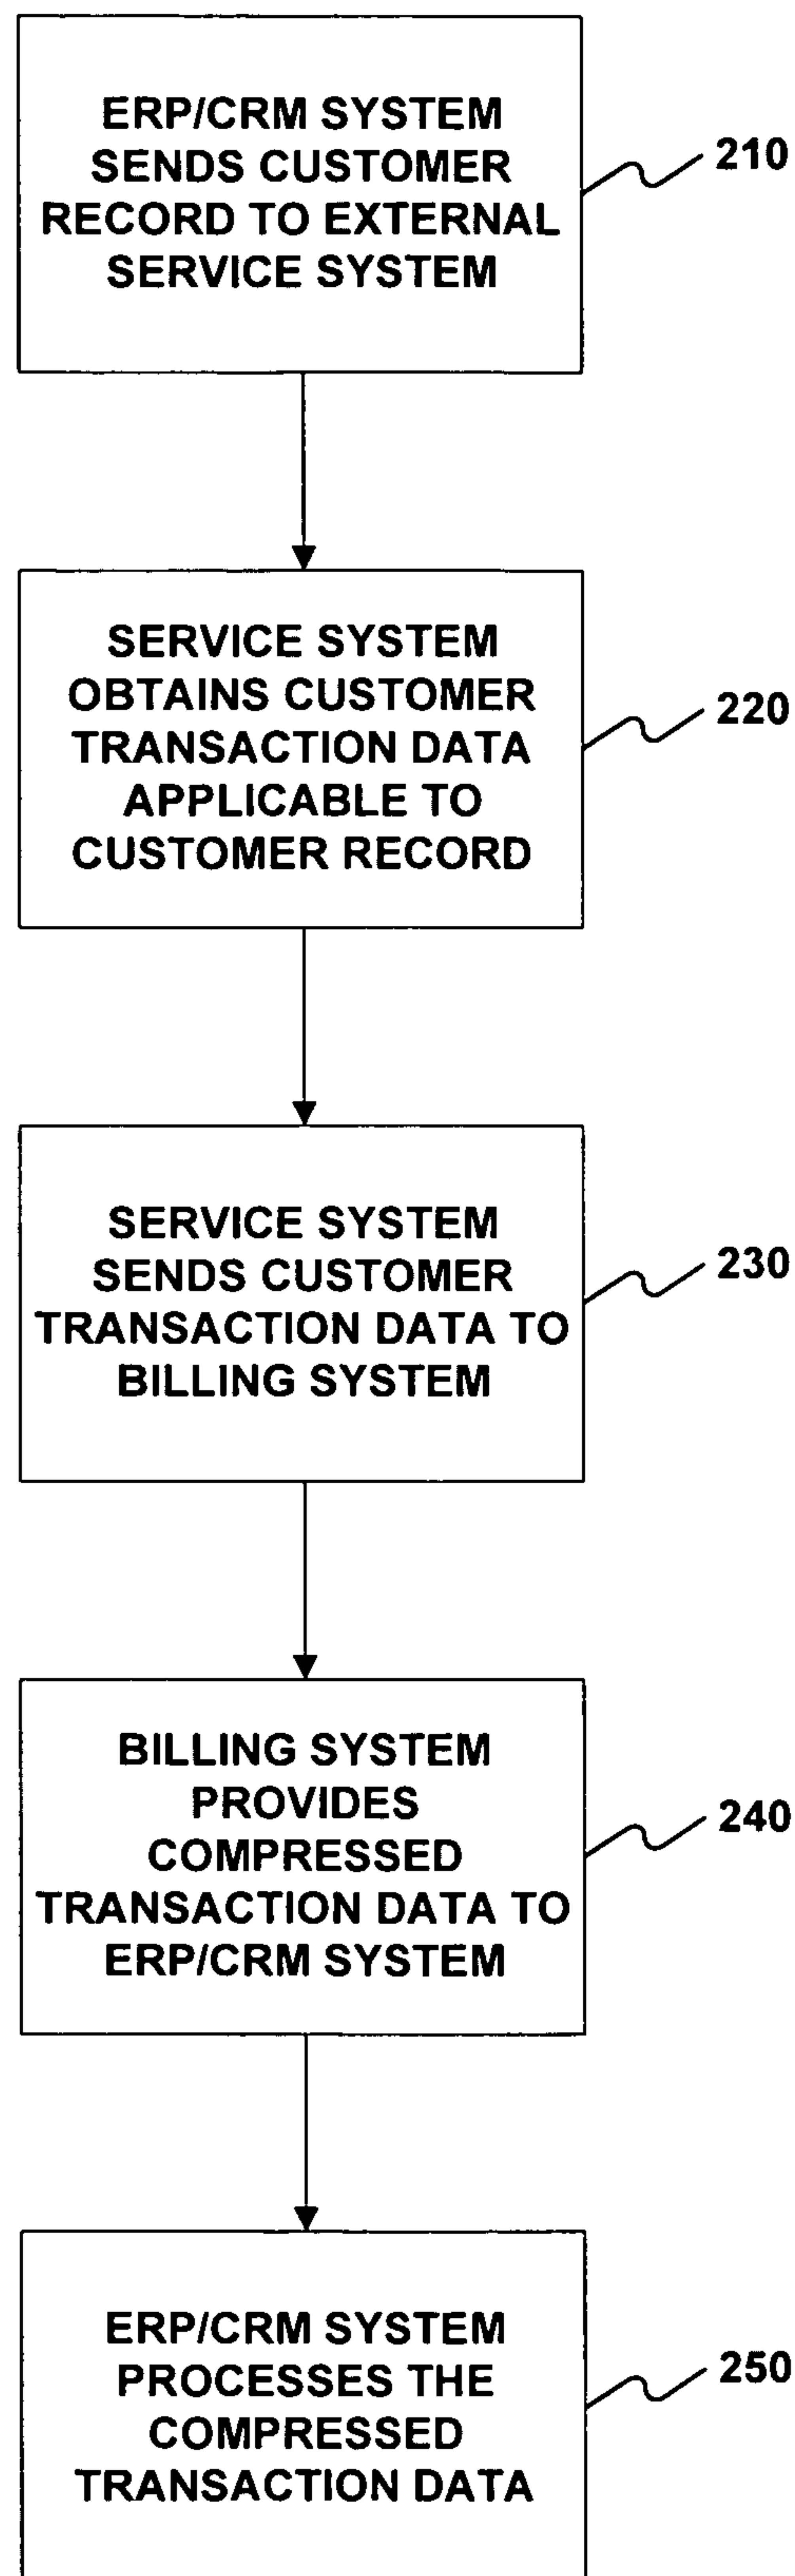 ERP/CRM SYSTEM
SENDS CUSTOMER
RECORD TO EXTERNAL
SERVICE SYSTEM
210
SERVICE SYSTEM
OBTAINS CUSTOMER
TRANSACTION DATA
APPLICABLE TO
CUSTOMER RECORD
220
SERVICE SYSTEM
SENDS CUSTOMER
TRANSACTION DATA TO
BILLING SYSTEM
230
BILLING SYSTEM
PROVIDES
COMPRESSED
TRANSACTION DATA TO
ERP/CRM SYSTEM
240
ERP/CRM SYSTEM
PROCESSES THE
COMPRESSED
TRANSACTION DATA
250